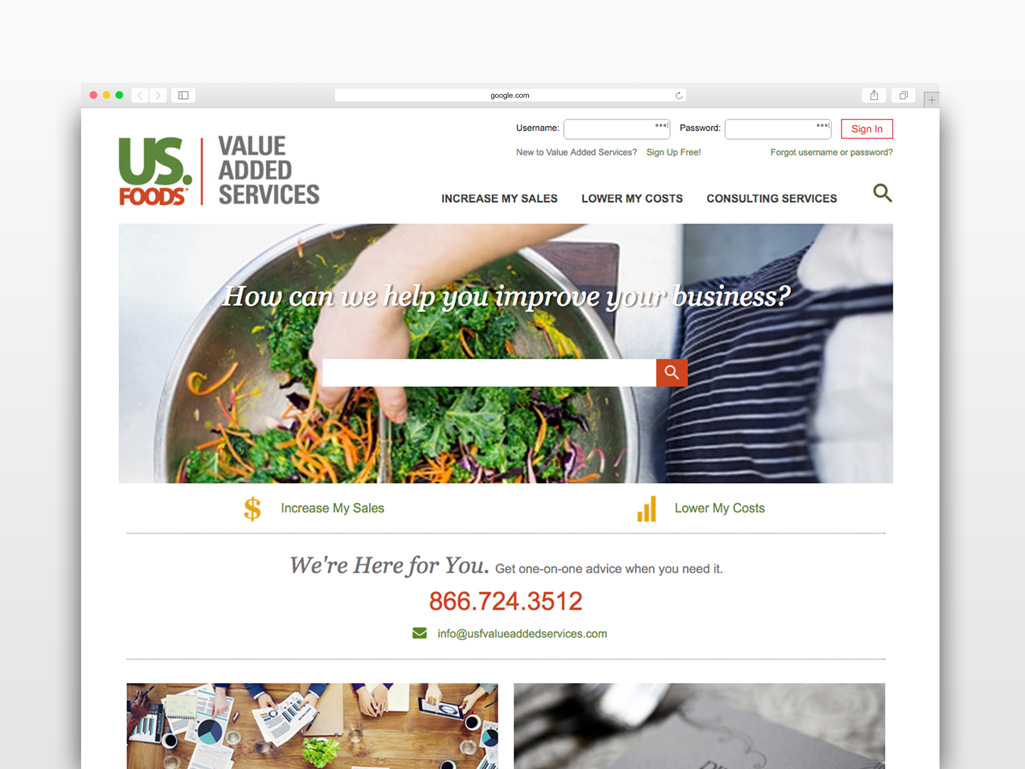 google.com
Username:
Password:
Sign In
New to Value Added Services? Sign Up Free!
Forgot username or password?
US.
FOODS
VALUE
ADDED
SERVICES
INCREASE MY SALES
LOWER MY COSTS
CONSULTING SERVICES
How can we help you improve your business?
Increase My Sales
Lower My Costs
We're Here for You. Get one-on-one advice when you need it.
866.724.3512
info@usfvalueaddedservices.com